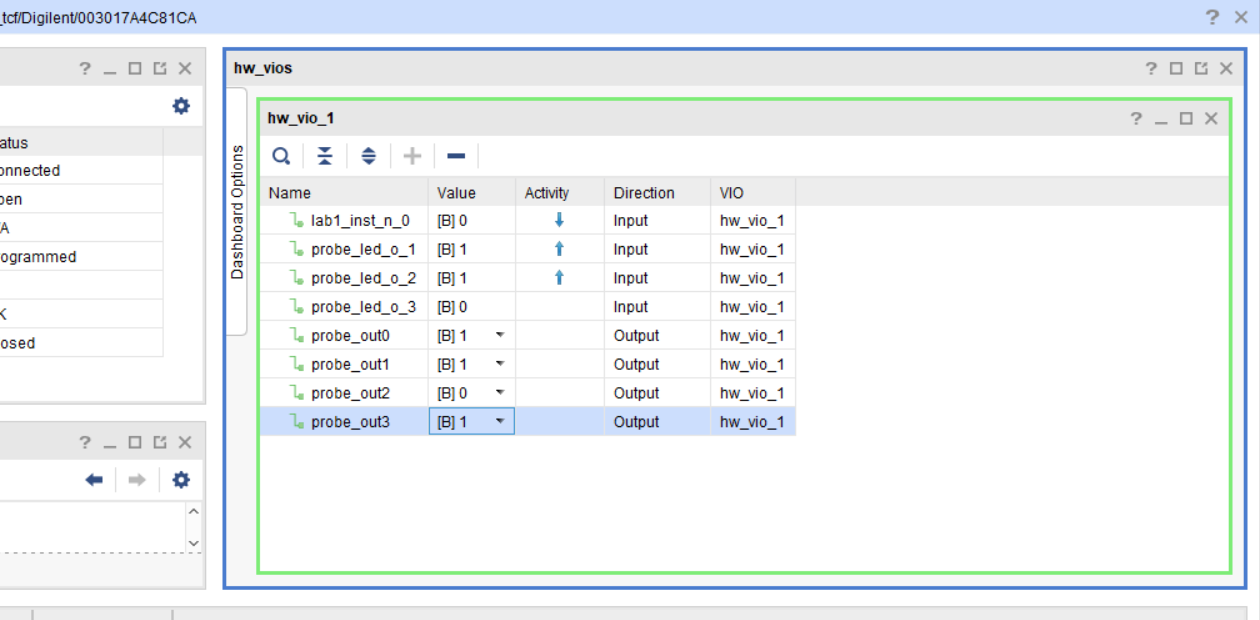 _tcf/Digilent/003017A4C81CA
atus
onnected
pen
/A
ogrammed
K
osed
hw_vios
Dashboard Options
hw_vio_1
Name Value Activity Direction VIO
lab1_inst_n_0 [B] 0 Input hw_vio_1
probe_led_o_1 [B] 1 Input hw_vio_1
probe_led_o_2 [B] 1 Input hw_vio_1
probe_led_o_3 [B] 0 Input hw_vio_1
probe_out0 [B] 1 Output hw_vio_1
probe_out1 [B] 1 Output hw_vio_1
probe_out2 [B] 0 Output hw_vio_1
probe_out3 [B] 1 Output hw_vio_1